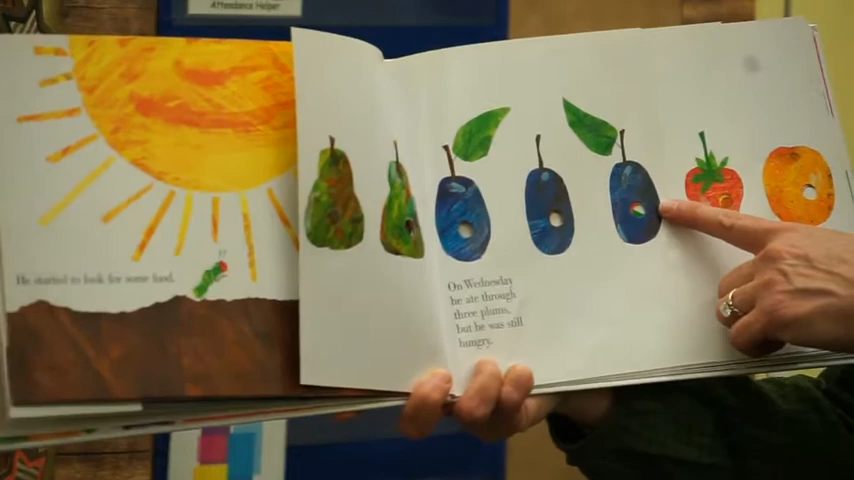 Attendance Helper
He started to look for some food.
On Wednesday
he ate through
three plums,
but he was still
hungry.